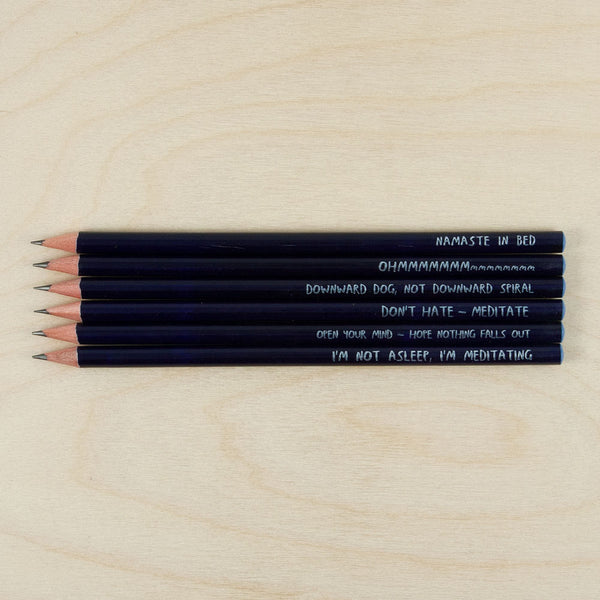 NAMASTE IN BED
OHMMMMMMMmmmmmmmm
DOWNWARD DOG, NOT DOWNWARD SPIRAL
DON'T HATE – MEDITATE
OPEN YOUR MIND – HOPE NOTHING FALLS OUT
I'M NOT ASLEEP, I'M MEDITATING